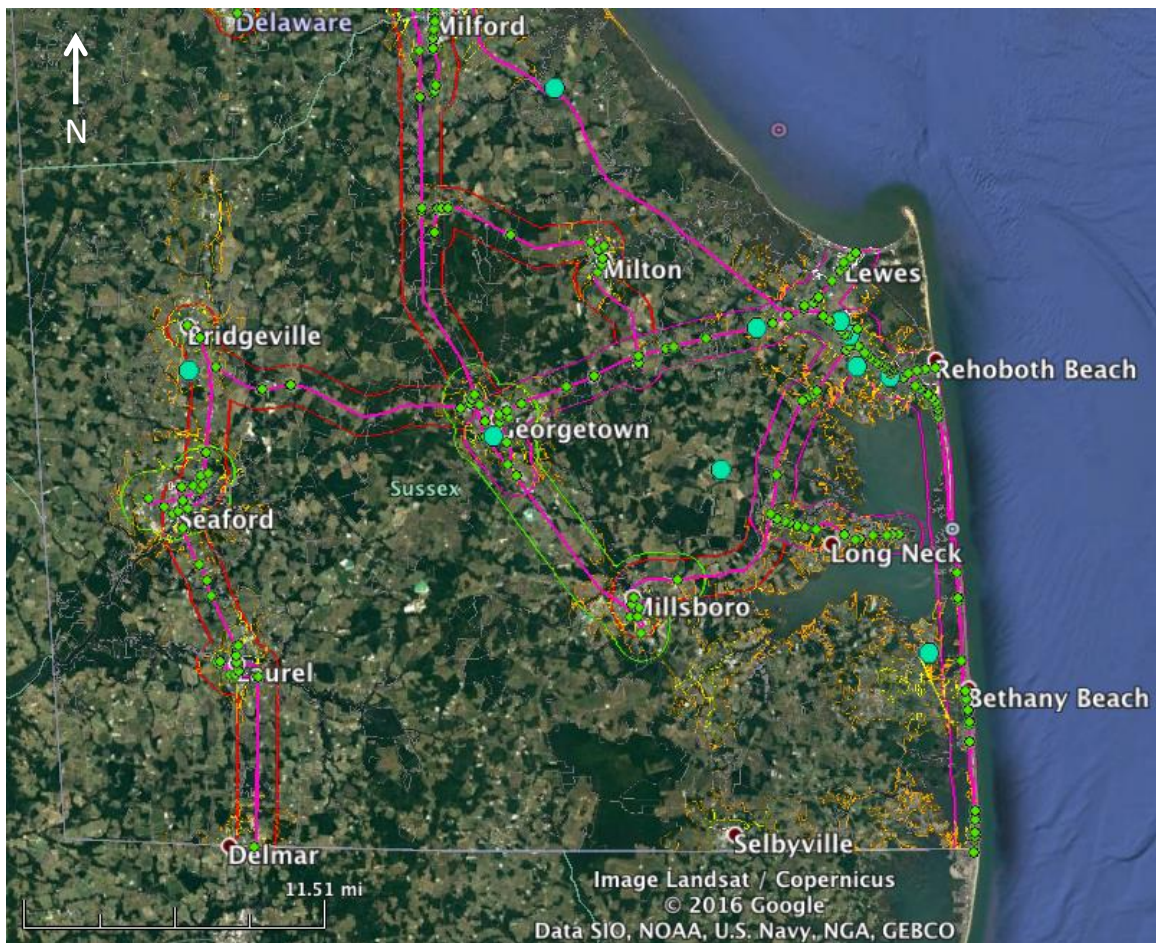 Delaware
Milford
N
Milton
Lewes
Bridgeville
Rehoboth Beach
Georgetown
Sussex
Seaford
Long Neck
Millsboro
Laurel
Bethany Beach
Delmar
Selbyville
11.51 mi
Image Landsat / Copernicus
© 2016 Google
Data SIO, NOAA, U.S. Navy, NGA, GEBCO